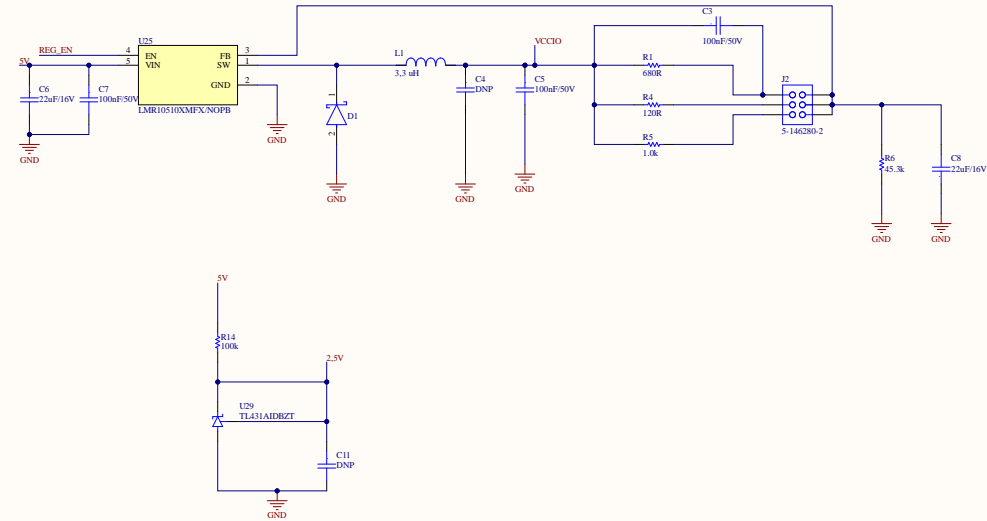 U25
REG_EN
4
EN
FB
3
5V
5
VIN
SW
1
GND
2
LMR10510XMFX/NOPB
C6
22uF/16V
C7
100nF/50V
GND
GND
1
D1
2
GND
L1
3,3 uH
C4
DNP
GND
VCCIO
C5
100nF/50V
GND
C3
100nF/50V
R1
680R
R4
120R
R5
1.0k
J2
5-146280-2
R6
45.3k
GND
C8
22uF/16V
GND
5V
R14
100k
2,5V
U29
TL431AIDBZT
C11
DNP
GND